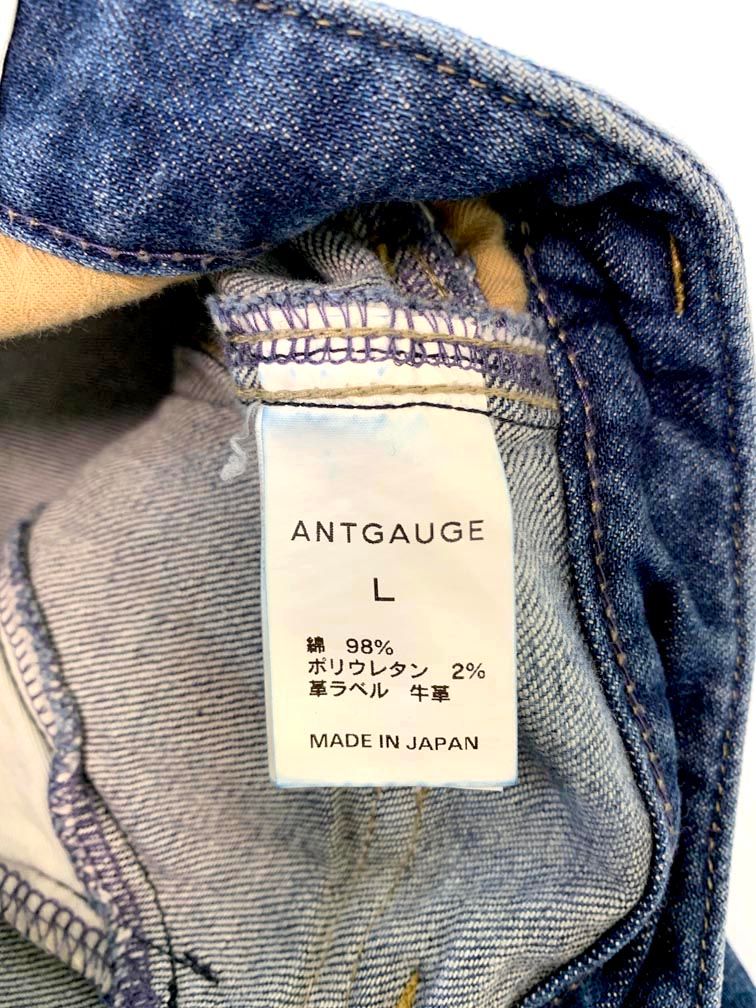 ANTGAUGE
L
綿 98%
ポリウレタン 2%
革ラベル 牛革
MADE IN JAPAN